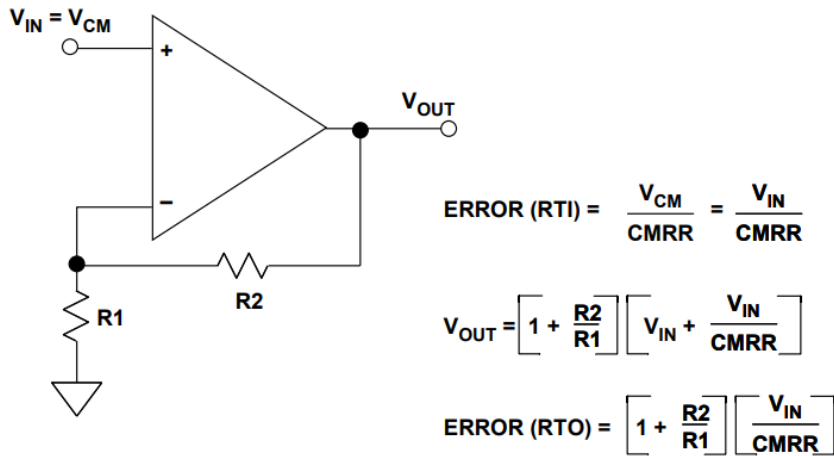 V_IN = V_CM
+
V_OUT
−
R2
R1
ERROR (RTI) = V_CM / CMRR = V_IN / CMRR
V_OUT = [ 1 + R2 / R1 ] [ V_IN + V_IN / CMRR ]
ERROR (RTO) = [ 1 + R2 / R1 ] [ V_IN / CMRR ]